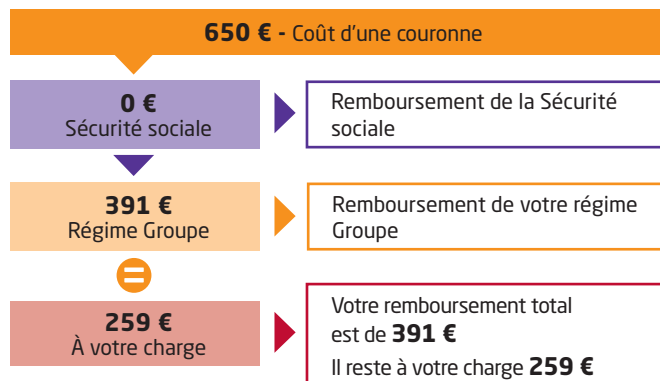 650 € - Coût d'une couronne
0 €
Sécurité sociale
Remboursement de la Sécurité
sociale
391 €
Régime Groupe
Remboursement de votre régime
Groupe
259 €
À votre charge
Votre remboursement total
est de 391 €
Il reste à votre charge 259 €